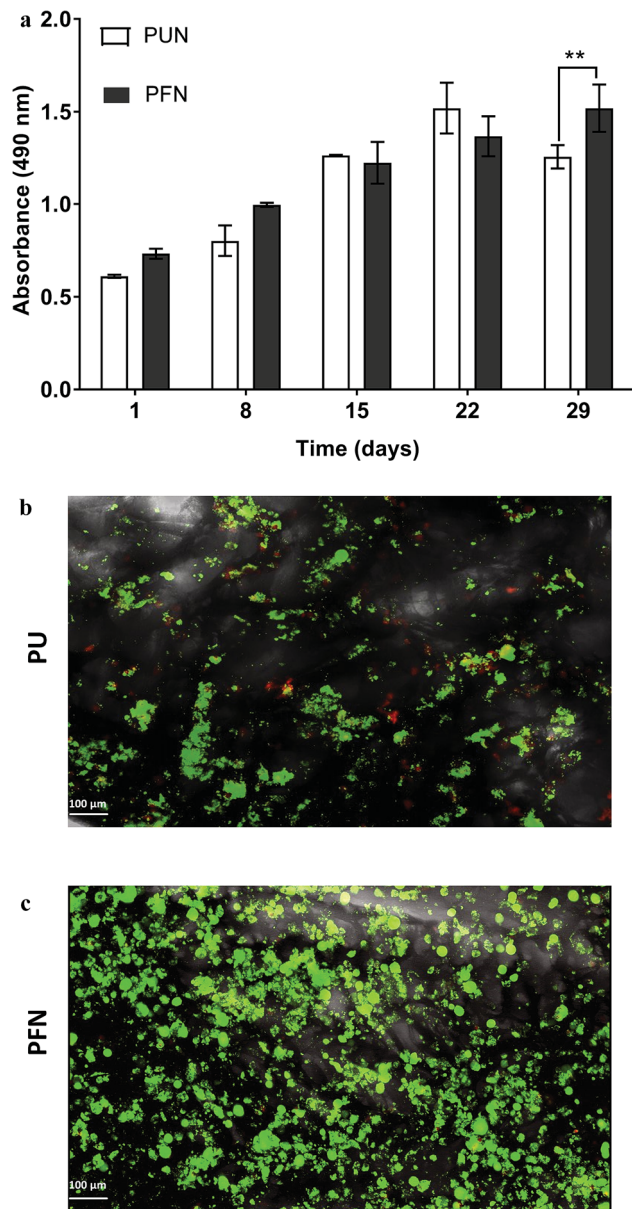 a
2.0
PUN
PFN
**
1.5
1.0
0.5
0.0
Absorbance (490 nm)
1 8 15 22 29
Time (days)
b
PU
100 µm
c
PFN
100 µm